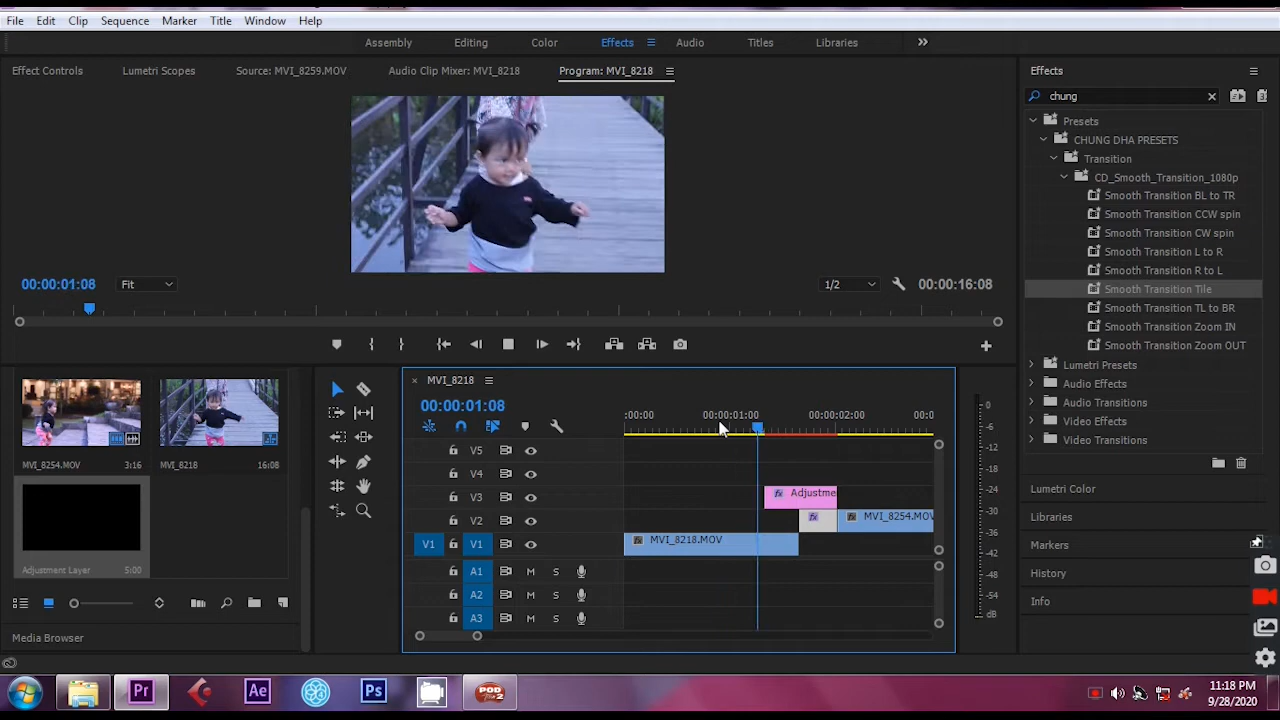 File Edit Clip Sequence Marker Title Window Help
Assembly Editing Color Effects Audio Titles Libraries
Effect Controls Lumetri Scopes Source: MVI_8259.MOV Audio Clip Mixer: MVI_8218 Program: MVI_8218
00:00:01:08 Fit 1/2 00:00:16:08
MVI_8254.MOV 3:16 MVI_8218 16:08
Adjustment Layer 5:00
Media Browser
× MVI_8218
00:00:01:08
:00:00 00:00:01:00 00:00:02:00 00:0
V5
V4
V3 Adjustme
V2 MVI_8254.MOV
V1 V1 MVI_8218.MOV
A1 M S
A2 M S
A3 M S
0
-6
-12
-18
-24
-30
-36
-42
-48
-54
dB
Effects
chung
Presets
CHUNG DHA PRESETS
Transition
CD_Smooth_Transition_1080p
Smooth Transition BL to TR
Smooth Transition CCW spin
Smooth Transition CW spin
Smooth Transition L to R
Smooth Transition R to L
Smooth Transition Tile
Smooth Transition TL to BR
Smooth Transition Zoom IN
Smooth Transition Zoom OUT
Lumetri Presets
Audio Effects
Audio Transitions
Video Effects
Video Transitions
Lumetri Color
Libraries
Markers
History
Info
Pr Ae Ps POD
2
11:18 PM
9/28/2020